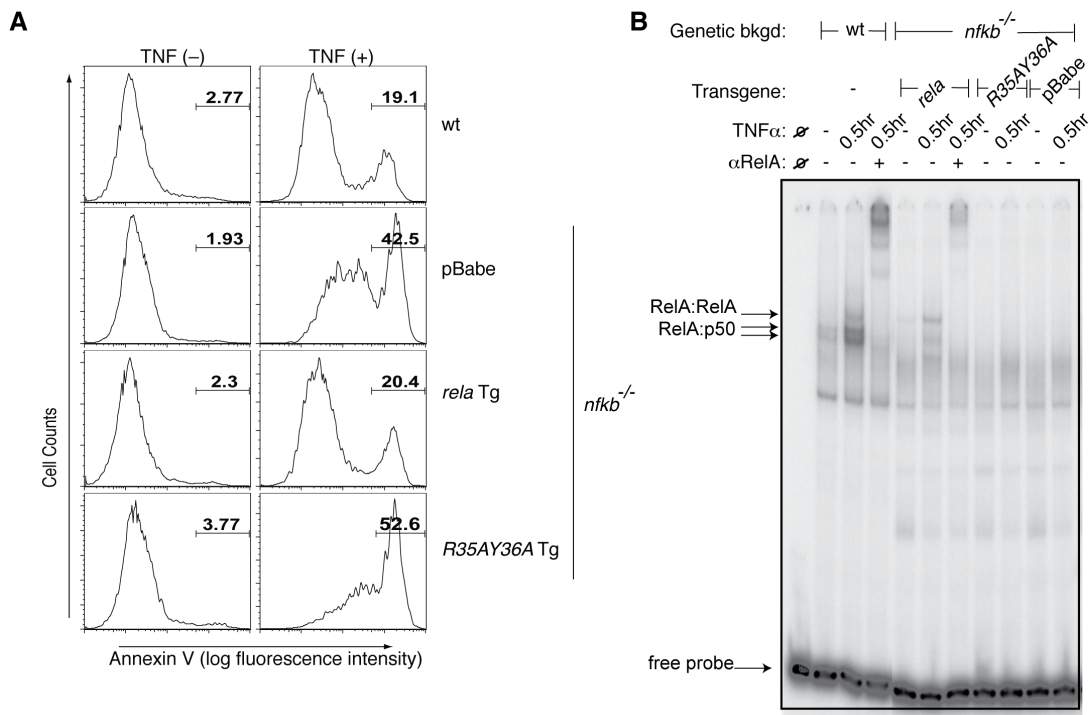 A
TNF (–)
TNF (+)
2.77
19.1
wt
1.93
42.5
pBabe
2.3
20.4
rela Tg
3.77
52.6
R35AY36A Tg
nfkb-/-
Cell Counts
Annexin V (log fluorescence intensity)
B
Genetic bkgd: wt nfkb-/-
Transgene: - rela R35AY36A pBabe
TNFα: ø - 0.5hr 0.5hr - 0.5hr 0.5hr - 0.5hr - 0.5hr
αRelA: ø - - + - - + - - - -
RelA:RelA
RelA:p50
free probe